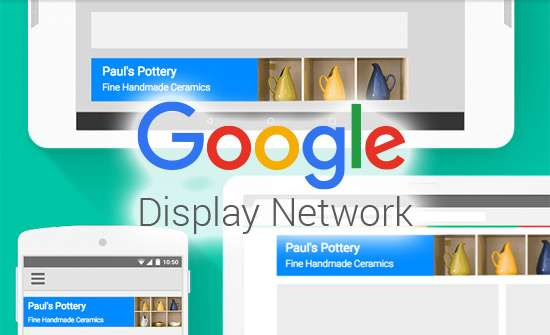 Paul's Pottery
Fine Handmade Ceramics
Google
Display Network
10:50
Paul's Pottery
Fine Handmade Ceramics
Paul's Pottery
Fine Handmade Ceramics